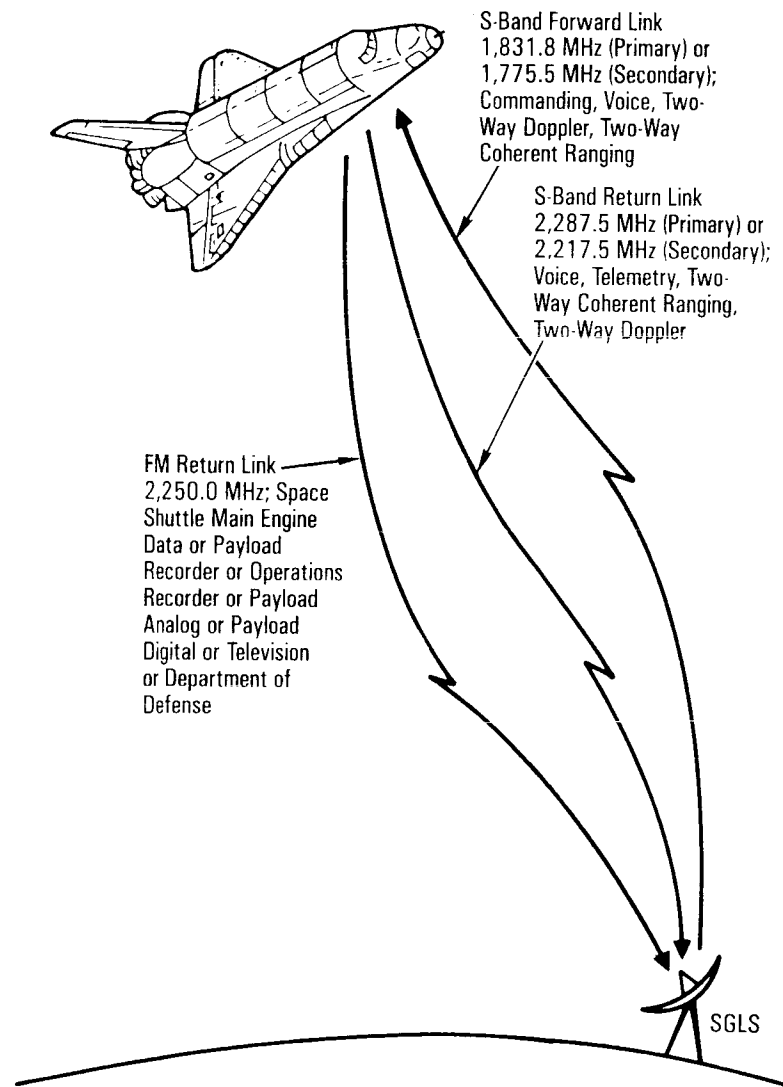 S-Band Forward Link
1,831.8 MHz (Primary) or
1,775.5 MHz (Secondary);
Commanding, Voice, Two-
Way Doppler, Two-Way
Coherent Ranging
S-Band Return Link
2,287.5 MHz (Primary) or
2,217.5 MHz (Secondary);
Voice, Telemetry, Two-
Way Coherent Ranging,
Two-Way Doppler
FM Return Link
2,250.0 MHz; Space
Shuttle Main Engine
Data or Payload
Recorder or Operations
Recorder or Payload
Analog or Payload
Digital or Television
or Department of
Defense
SGLS